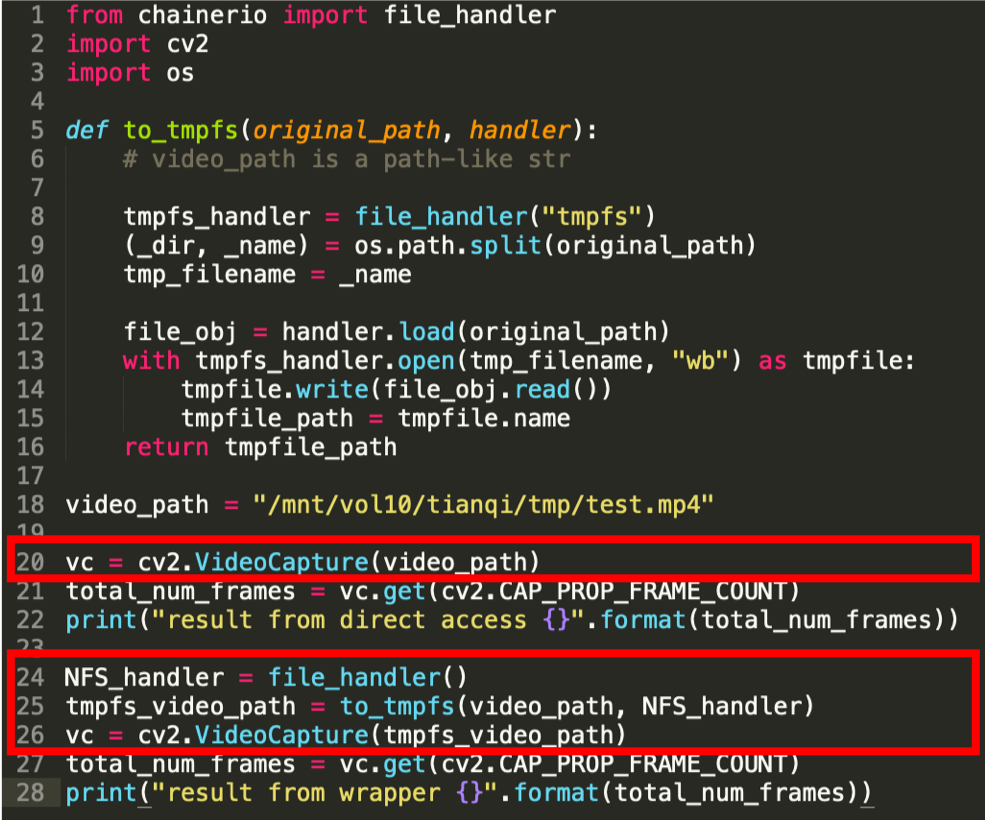 1 from chainerio import file_handler
2 import cv2
3 import os
4
5 def to_tmpfs(original_path, handler):
6     # video_path is a path-like str
7
8     tmpfs_handler = file_handler("tmpfs")
9     (_dir, _name) = os.path.split(original_path)
10     tmp_filename = _name
11
12     file_obj = handler.load(original_path)
13     with tmpfs_handler.open(tmp_filename, "wb") as tmpfile:
14         tmpfile.write(file_obj.read())
15         tmpfile_path = tmpfile.name
16     return tmpfile_path
17
18 video_path = "/mnt/vol10/tianqi/tmp/test.mp4"
19
20 vc = cv2.VideoCapture(video_path)
21 total_num_frames = vc.get(cv2.CAP_PROP_FRAME_COUNT)
22 print("result from direct access {}".format(total_num_frames))
23
24 NFS_handler = file_handler()
25 tmpfs_video_path = to_tmpfs(video_path, NFS_handler)
26 vc = cv2.VideoCapture(tmpfs_video_path)
27 total_num_frames = vc.get(cv2.CAP_PROP_FRAME_COUNT)
28 print("result from wrapper {}".format(total_num_frames))